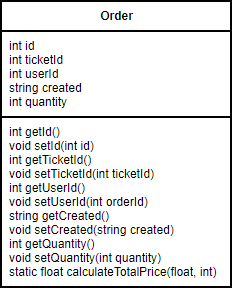 Order
int id
int ticketId
int userId
string created
int quantity
int getId()
void setId(int id)
int getTicketId()
void setTicketId(int ticketId)
int getUserId()
void setUserId(int orderId)
string getCreated()
void setCreated(string created)
int getQuantity()
void setQuantity(int quantity)
static float calculateTotalPrice(float, int)